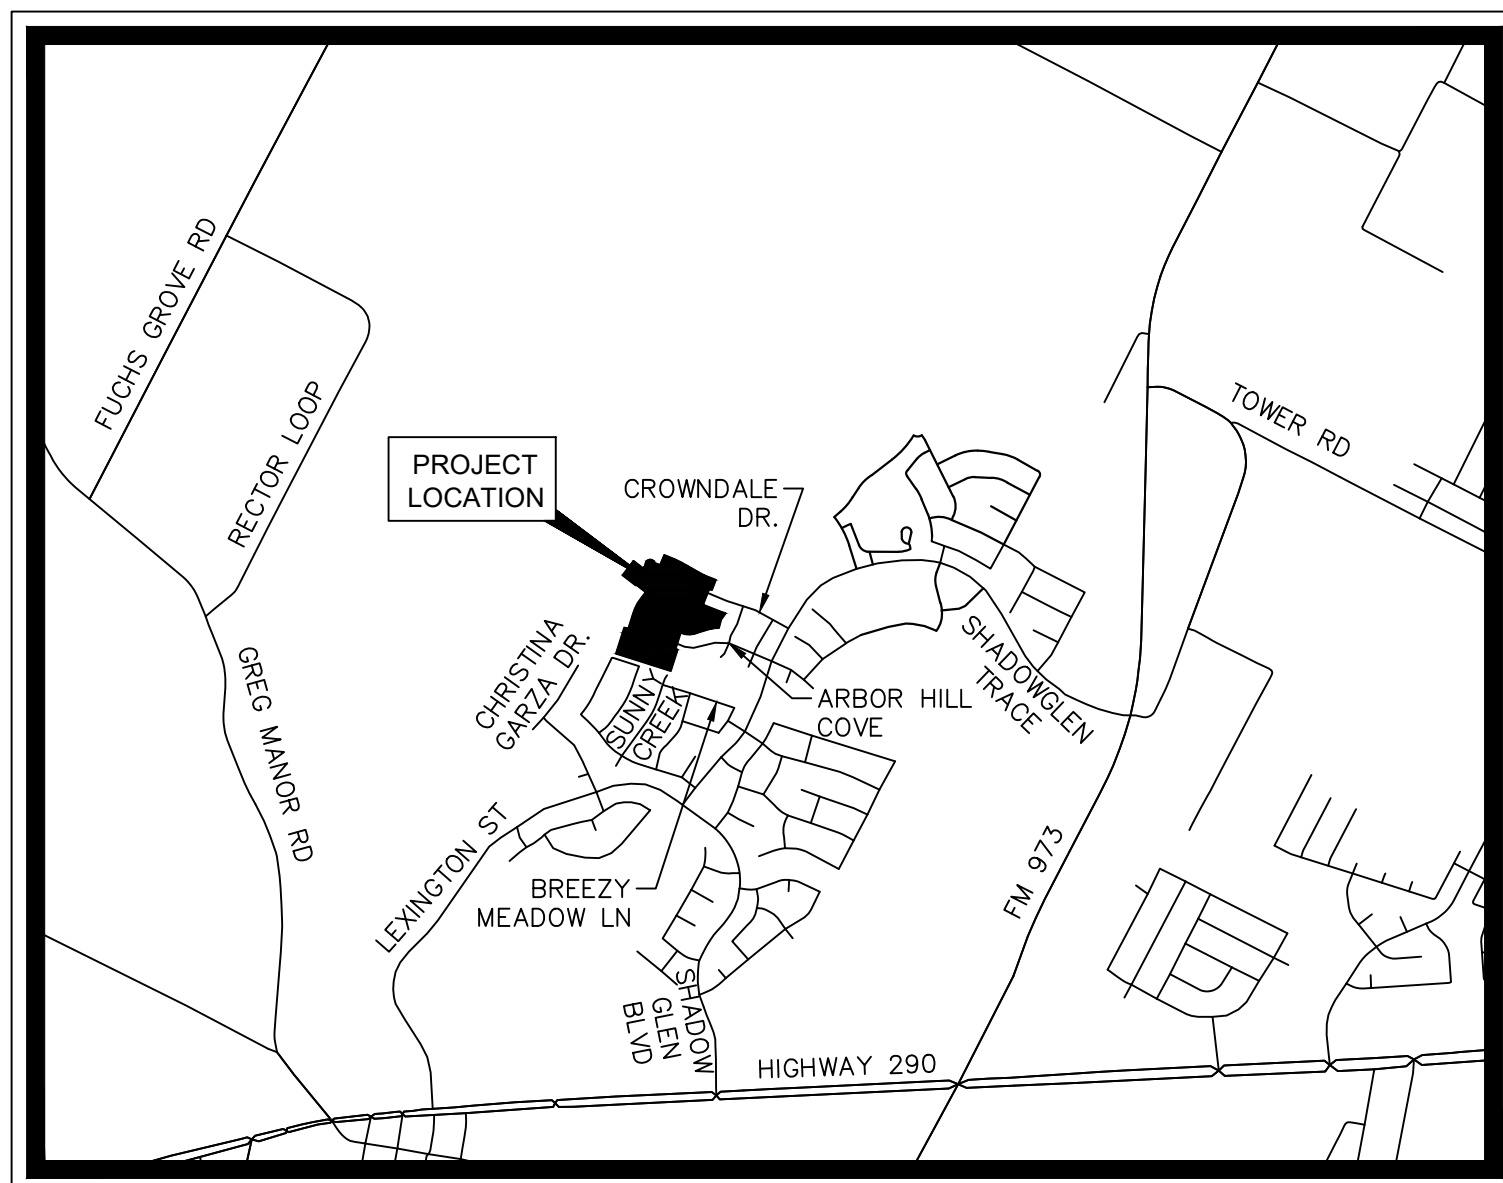 FUCHS GROVE RD
RECTOR LOOP
TOWER RD
PROJECT
LOCATION
CROWNDALE
DR.
CHRISTINA
GARZA DR.
SUNNY
CREEK
SHADOWGLEN
TRACE
ARBOR HILL
COVE
GREG MANOR RD
LEXINGTON ST
BREEZY
MEADOW LN
FM 973
SHADOW
GLEN
BLVD
HIGHWAY 290